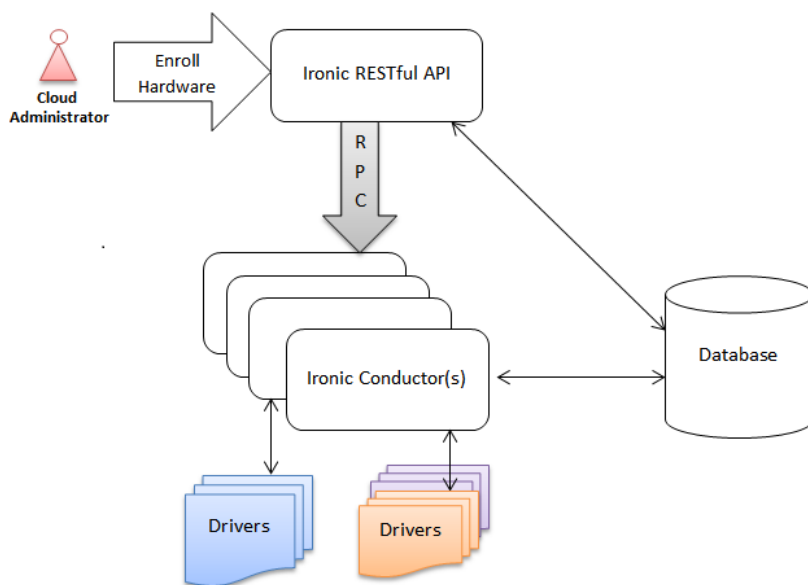 Cloud
Administrator
Enroll
Hardware
Ironic RESTful API
R
P
C
Ironic Conductor(s)
Database
Drivers
Drivers